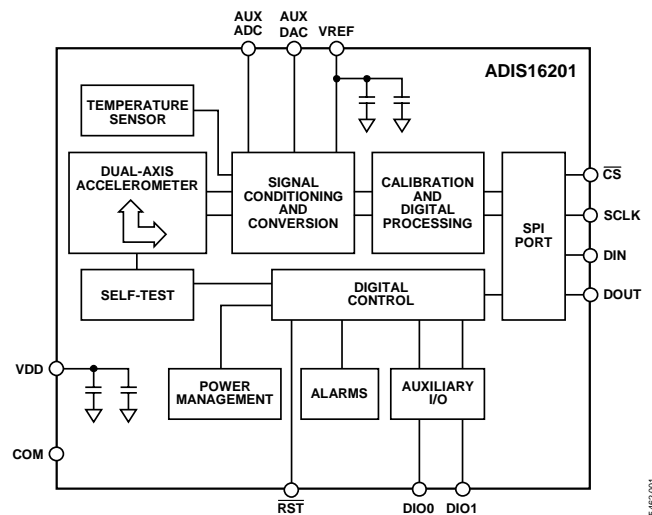 AUX
ADC
AUX
DAC
VREF
ADIS16201
TEMPERATURE
SENSOR
DUAL-AXIS
ACCELEROMETER
SIGNAL
CONDITIONING
AND
CONVERSION
CALIBRATION
AND
DIGITAL
PROCESSING
SPI
PORT
CS
SCLK
DIN
DOUT
SELF-TEST
DIGITAL
CONTROL
VDD
POWER
MANAGEMENT
ALARMS
AUXILIARY
I/O
COM
RST
DIO0
DIO1